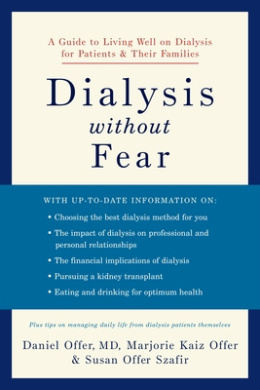 A Guide to Living Well on Dialysis
for Patients & Their Families
Dialysis
without
Fear
WITH UP-TO-DATE INFORMATION ON:
• Choosing the best dialysis method for you
• The impact of dialysis on professional and
personal relationships
• The financial implications of dialysis
• Pursuing a kidney transplant
• Eating and drinking for optimum health
Plus tips on managing daily life from dialysis patients themselves
Daniel Offer, MD, Marjorie Kaiz Offer
& Susan Offer Szafir